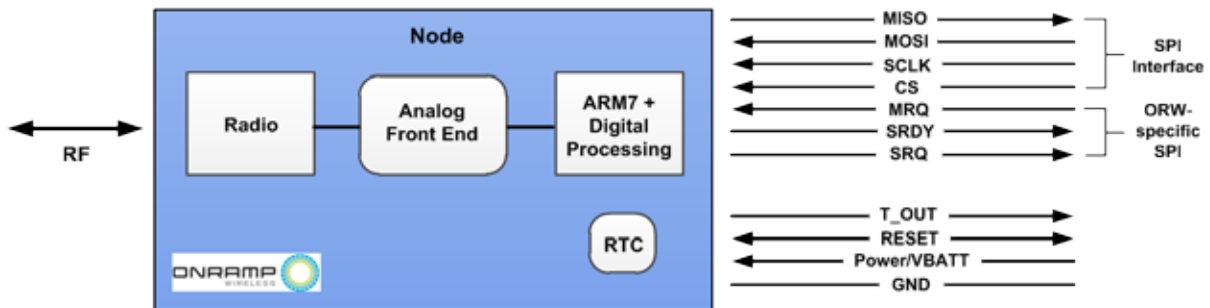 Node
Radio
Analog
Front End
ARM7 +
Digital
Processing
RTC
RF
ONRAMP
WIRELESS
MISO
MOSI
SCLK
CS
SPI
Interface
MRQ
SRDY
SRQ
ORW-
specific
SPI
T_OUT
RESET
Power/VBATT
GND